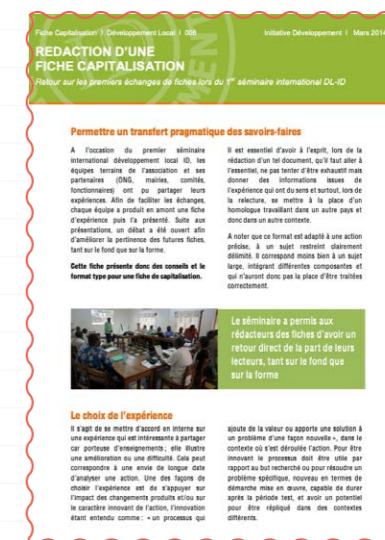 Fiche Capitalisation I Développement Local I 006
Initiative Développement I Mars 2014
REDACTION D'UNE
FICHE CAPITALISATION
Retour sur les premiers échanges de fiches lors du 1er séminaire international DL-ID
Permettre un transfert pragmatique des savoirs-faires
A l'occasion du premier séminaire
international développement local ID, les
équipes terrains de l'association et ses
partenaires (ONG, mairies, comités,
fonctionnaires) ont pu partager leurs
expériences. Afin de faciliter les échanges,
chaque équipe a produit en amont une fiche
d'expérience puis l'a présenté. Suite aux
présentations, un débat a été ouvert afin
d'améliorer la pertinence des futures fiches,
tant sur le fond que sur la forme.
Cette fiche présente donc des conseils et le
format type pour une fiche de capitalisation.
Il est essentiel d'avoir à l'esprit, lors de la
rédaction d'un tel document, qu'il faut aller à
l'essentiel, ne pas tenter d'être exhaustif mais
donner des informations issues de
l'expérience qui ont du sens et surtout, lors de
la relecture, se mettre à la place d'un
homologue travaillant dans un autre pays et
donc dans un autre contexte.
A noter que ce format est adapté à une action
précise, à un sujet restreint clairement
délimité. Il correspond moins bien à un sujet
large, intégrant différentes composantes et
qui n'auront donc pas la place d'être traitées
correctement.
Le séminaire a permis aux
rédacteurs des fiches d'avoir un
retour direct de la part de leurs
lecteurs, tant sur le fond que
sur la forme
Le choix de l'expérience
Il s'agit de se mettre d'accord en interne sur
une expérience qui est intéressante à partager
car porteuse d'enseignements ; elle illustre
une amélioration ou une difficulté. Cela peut
correspondre à une envie de longue date
d'analyser une action. Une des façons de
choisir l'expérience est de s'appuyer sur
l'impact des changements produits et/ou sur
le caractère innovant de l'action, l'innovation
étant entendu comme : « un processus qui
ajoute de la valeur ou apporte une solution à
un problème d'une façon nouvelle », dans le
contexte où s'est déroulée l'action. Pour être
innovant le processus doit être utile par
rapport au but recherché ou pour résoudre un
problème spécifique, nouveau en termes de
démarche mise en œuvre, capable de durer
après la période test, et avoir un potentiel
pour être répliqué dans des contextes
différents.